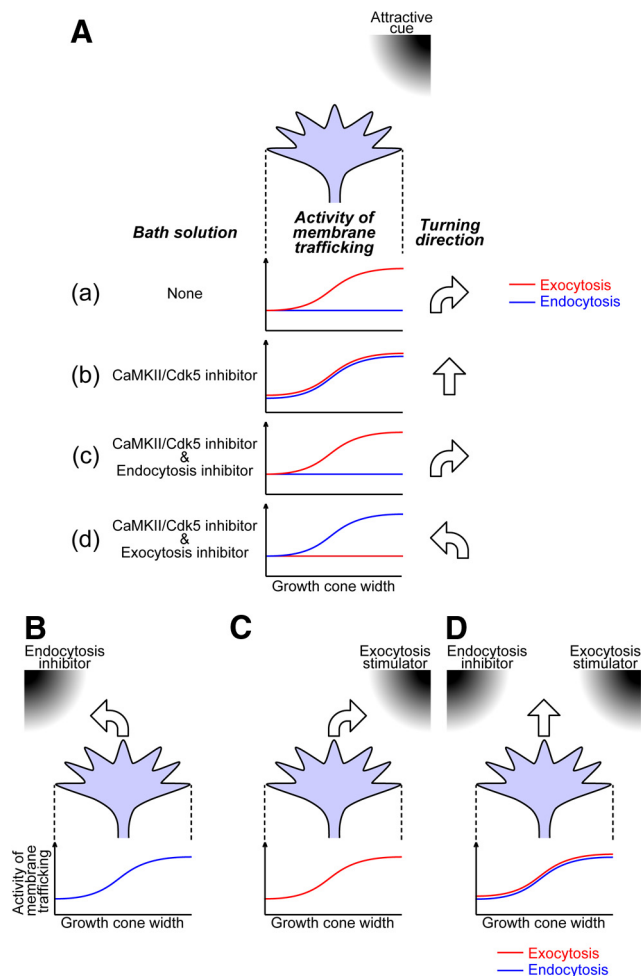 A
Attractive
cue
Bath solution
Activity of
membrane
trafficking
Turning
direction
(a)
None
Exocytosis
Endocytosis
(b)
CaMKII/Cdk5 inhibitor
(c)
CaMKII/Cdk5 inhibitor
&
Endocytosis inhibitor
(d)
CaMKII/Cdk5 inhibitor
&
Exocytosis inhibitor
Growth cone width
B
Endocytosis
inhibitor
Activity of
membrane
trafficking
Growth cone width
C
Exocytosis
stimulator
Growth cone width
D
Endocytosis
inhibitor
Exocytosis
stimulator
Growth cone width
Exocytosis
Endocytosis